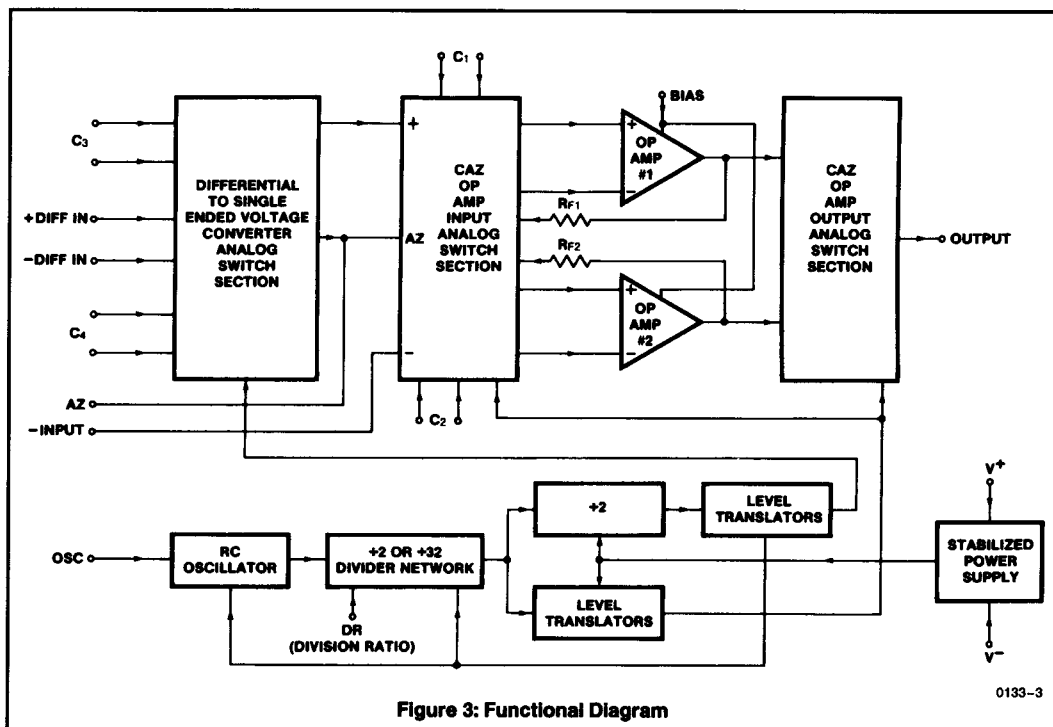 C₁
BIAS
C₃
+DIFF IN
−DIFF IN
C₄
AZ
−INPUT
DIFFERENTIAL
TO SINGLE
ENDED VOLTAGE
CONVERTER
ANALOG
SWITCH
SECTION
+
AZ
−
CAZ
OP
AMP
INPUT
ANALOG
SWITCH
SECTION
C₂
+
OP
AMP
#1
−
RF1
RF2
+
OP
AMP
#2
−
CAZ
OP
AMP
OUTPUT
ANALOG
SWITCH
SECTION
OUTPUT
OSC
RC
OSCILLATOR
+2 OR +32
DIVIDER NETWORK
DR
(DIVISION RATIO)
+2
LEVEL
TRANSLATORS
LEVEL
TRANSLATORS
V+
STABILIZED
POWER
SUPPLY
V−
0133–3
Figure 3: Functional Diagram